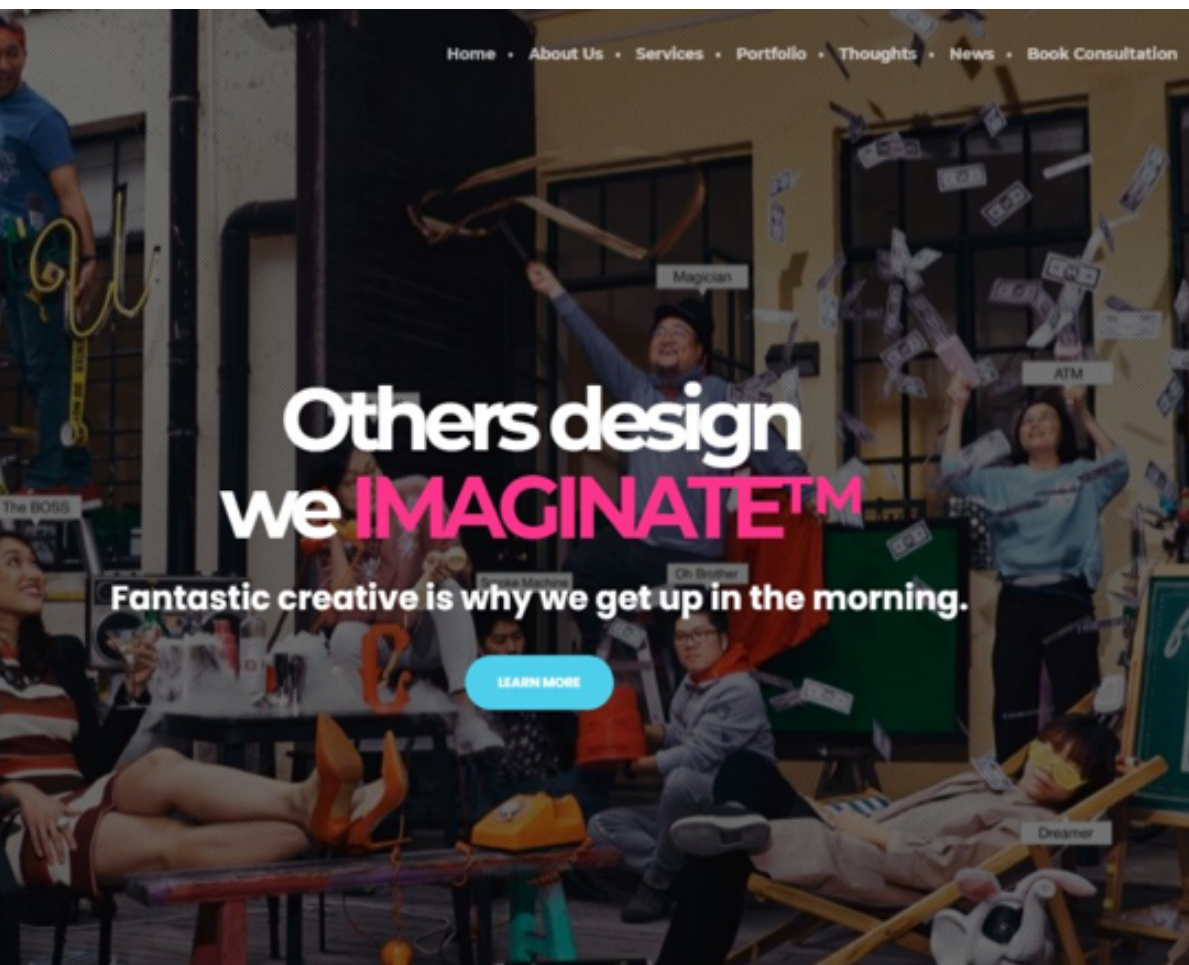 Home • About Us • Services • Portfolio • Thoughts • News • Book Consultation
Magician
ATM
Others design
we IMAGINATE™
The BOSS
Smoke Machine
Oh Brother
Fantastic creative is why we get up in the morning.
LEARN MORE
Dreamer